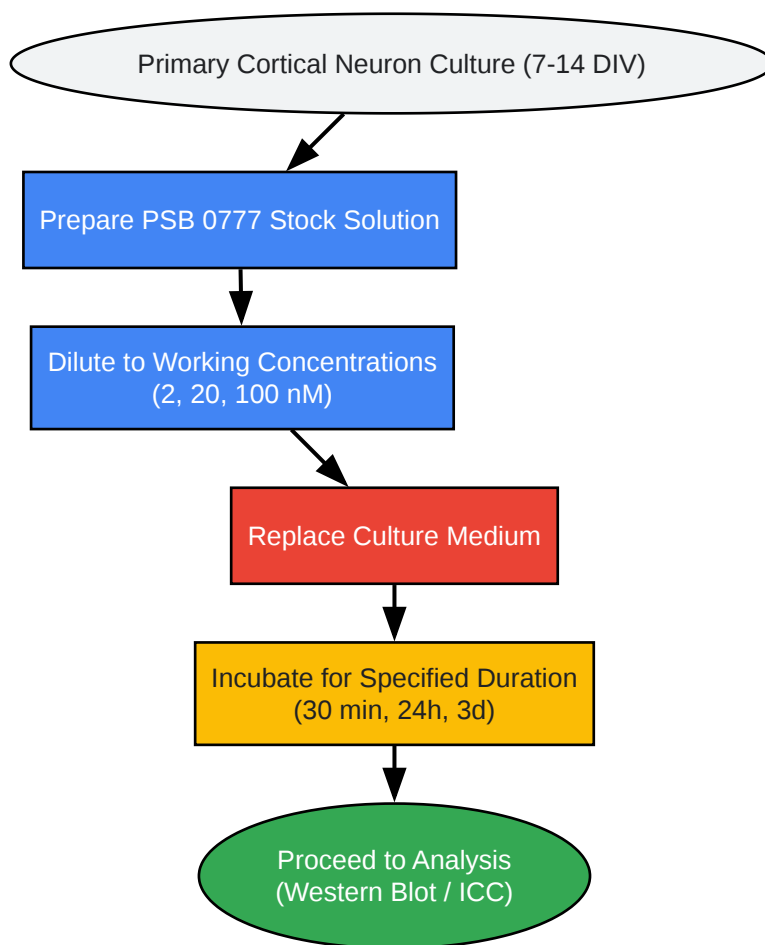 Primary Cortical Neuron Culture (7-14 DIV)
Prepare PSB 0777 Stock Solution
Dilute to Working Concentrations
(2, 20, 100 nM)
Replace Culture Medium
Incubate for Specified Duration
(30 min, 24h, 3d)
Proceed to Analysis
(Western Blot / ICC)